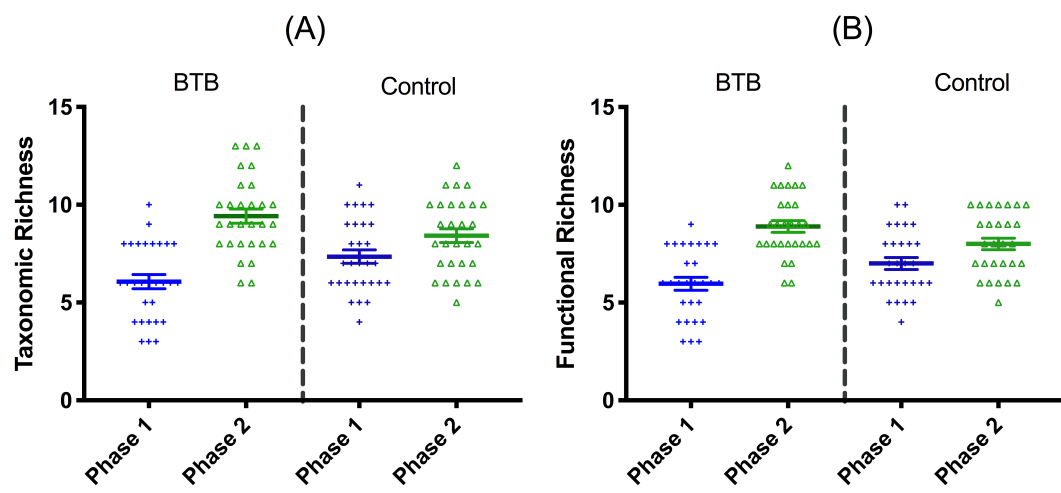 (A)
BTB
Control
Taxonomic Richness
15
10
5
0
Phase 1
Phase 2
Phase 1
Phase 2
(B)
BTB
Control
Functional Richness
15
10
5
0
Phase 1
Phase 2
Phase 1
Phase 2